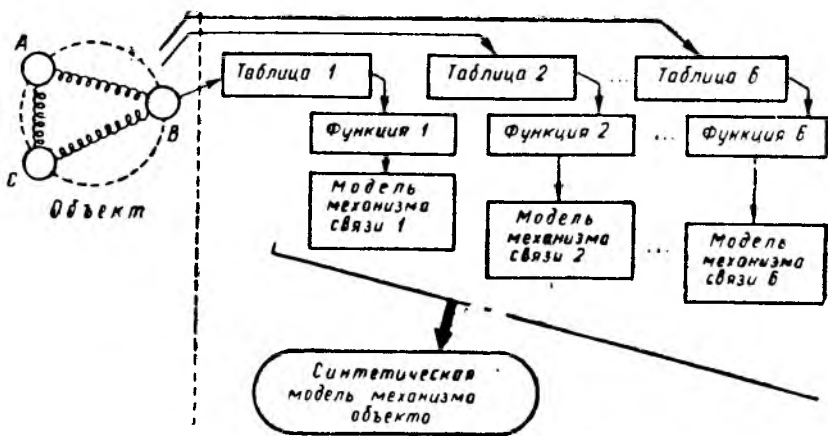 A
B
C
Объект
Таблица 1
Таблица 2
...
Таблица 6
Функция 1
Функция 2
...
Функция 6
Модель
механизма
связи 1
Модель
механизма
связи 2
...
Модель
механизма
связи 6
Синтетическая
модель механизма
объекто